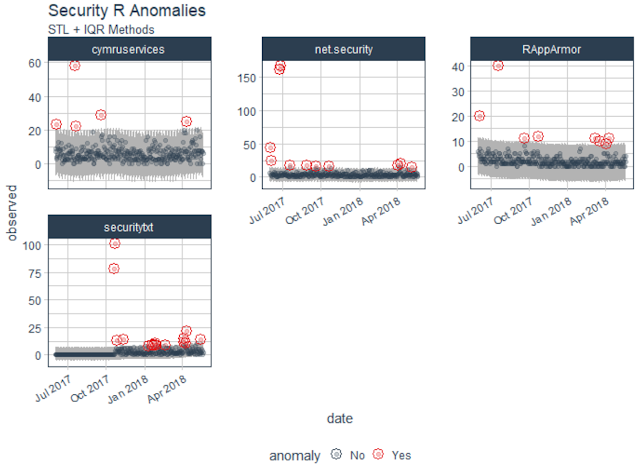 Security R Anomalies
STL + IQR Methods
cymruservices
net.security
RAppArmor
60
40
20
0
150
100
50
0
40
30
20
10
0
Jul 2017
Oct 2017
Jan 2018
Apr 2018
Jul 2017
Oct 2017
Jan 2018
Apr 2018
observed
securitytxt
100
75
50
25
0
Jul 2017
Oct 2017
Jan 2018
Apr 2018
date
anomaly No Yes